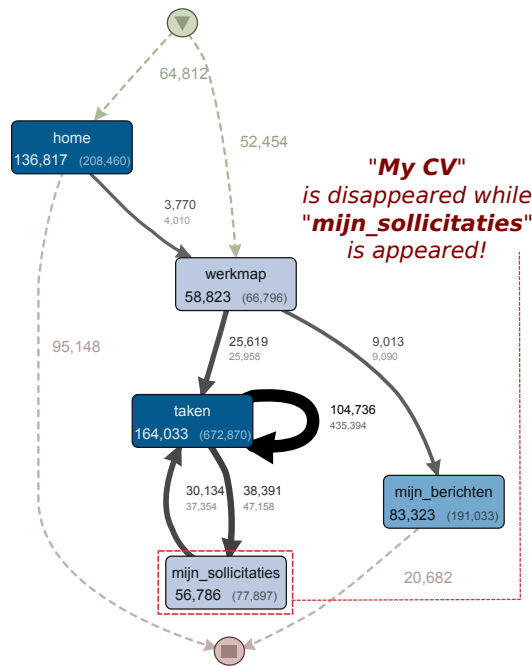 64,812
52,454
home
136,817 (208,460)
"My CV"
is disappeared while
"mijn_sollicitaties"
is appeared!
3,770
4,010
werkmap
58,823 (66,796)
95,148
25,619
25,958
9,013
9,090
taken
164,033 (672,870)
104,736
435,394
30,134
37,354
38,391
47,158
mijn_berichten
83,323 (191,033)
mijn_sollicitaties
56,786 (77,897)
20,682